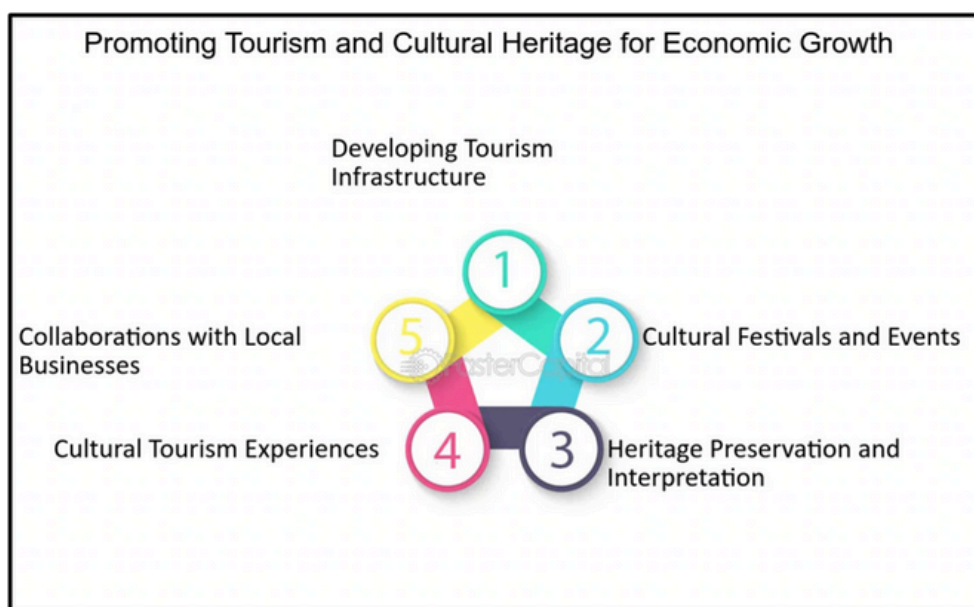 Promoting Tourism and Cultural Heritage for Economic Growth
Developing Tourism
Infrastructure
1
5
2
Collaborations with Local
Businesses
Cultural Festivals and Events
FasterCapital
Cultural Tourism Experiences
4
3
Heritage Preservation and
Interpretation